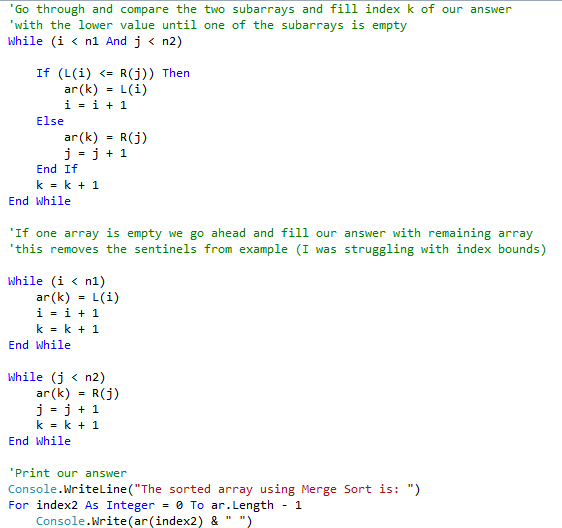 'Go through and compare the two subarrays and fill index k of our answer
'with the lower value until one of the subarrays is empty
While (i < n1 And j < n2)
If (L(i) <= R(j)) Then
ar(k) = L(i)
i = i + 1
Else
ar(k) = R(j)
j = j + 1
End If
k = k + 1
End While
'If one array is empty we go ahead and fill our answer with remaining array
'this removes the sentinels from example (I was struggling with index bounds)
While (i < n1)
ar(k) = L(i)
i = i + 1
k = k + 1
End While
While (j < n2)
ar(k) = R(j)
j = j + 1
k = k + 1
End While
'Print our answer
Console.WriteLine("The sorted array using Merge Sort is: ")
For index2 As Integer = 0 To ar.Length - 1
Console.Write(ar(index2) & " ")